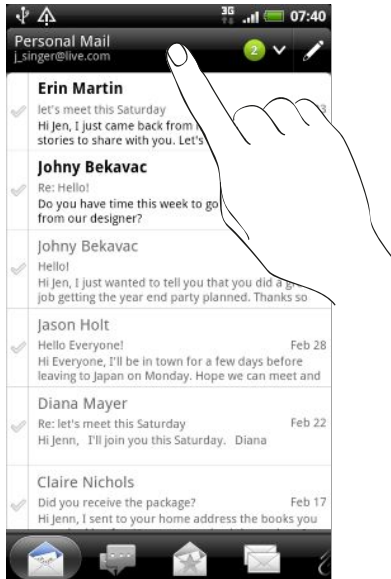 3G 07:40
Personal Mail
j_singer@live.com
2
Erin Martin
let's meet this Saturday
Hi Jen, I just came back from
stories to share with you. Let's
Johny Bekavac
Re: Hello!
Do you have time this week to go
from our designer?
Johny Bekavac
Hello!
Hi Jen, I just wanted to tell you that you did a
job getting the year end party planned. Thanks so
Jason Holt
Hello Everyone! Feb 28
Hi Everyone, I'll be in town for a few days before
leaving to Japan on Monday. Hope we can meet and
Diana Mayer
Re: let's meet this Saturday Feb 22
Hi Jenn, I'll join you this Saturday. Diana
Claire Nichols
Did you receive the package? Feb 17
Hi Jenn, I sent to your home address the books you